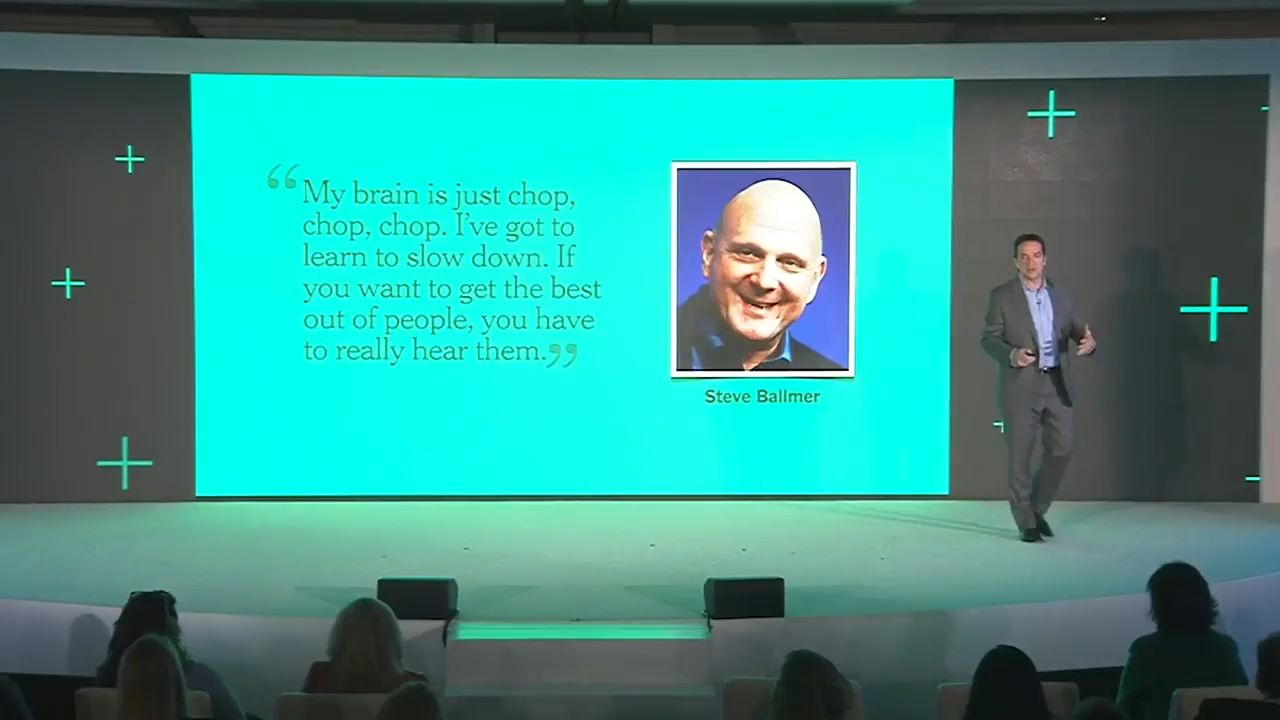 “My brain is just chop,
chop, chop. I’ve got to
learn to slow down. If
you want to get the best
out of people, you have
to really hear them.”
Steve Ballmer